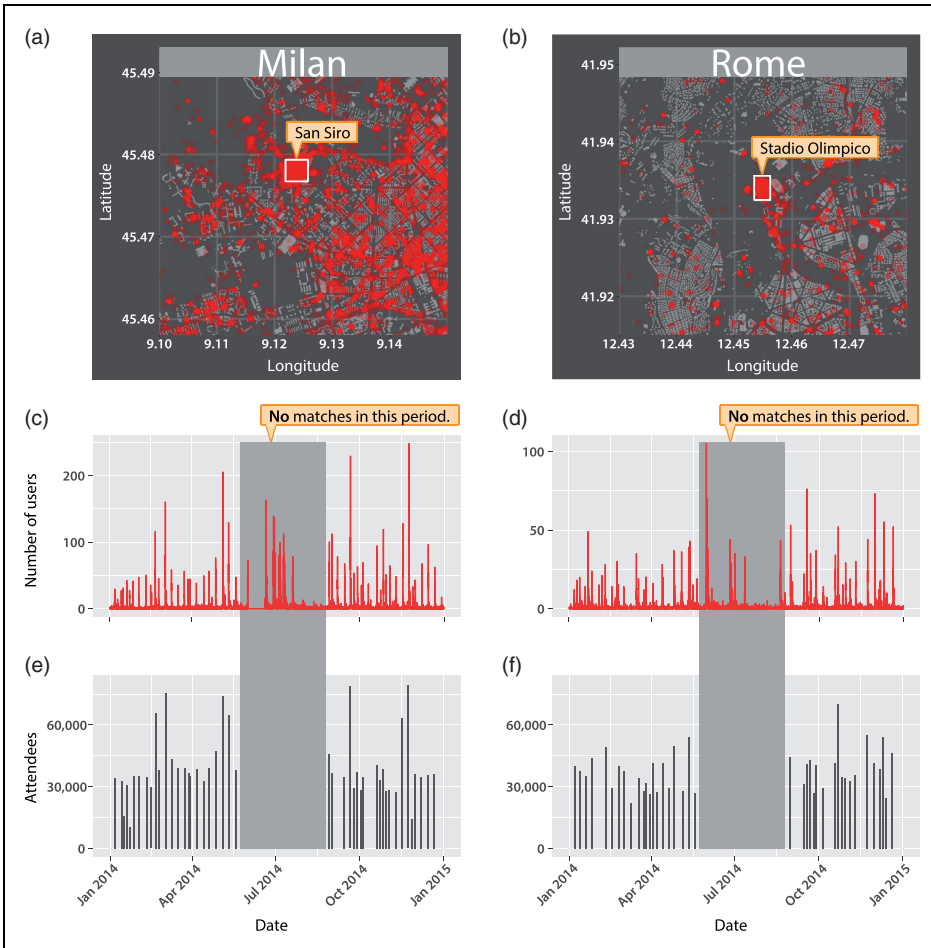 (a)
Milan
45.49
San Siro
45.48
Latitude
45.47
45.46
9.10
9.11
9.12
9.13
9.14
Longitude
(b)
Rome
41.95
41.94
Stadio Olimpico
Latitude
41.93
41.92
12.43
12.44
12.45
12.46
12.47
Longitude
(c)
No matches in this period.
200
Number of users
100
0
(d)
No matches in this period.
100
50
0
(e)
60,000
Attendees
30,000
0
Jan 2014
Apr 2014
Jul 2014
Oct 2014
Jan 2015
Date
(f)
60,000
30,000
0
Jan 2014
Apr 2014
Jul 2014
Oct 2014
Jan 2015
Date